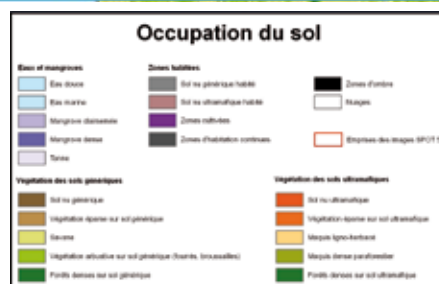 Occupation du sol
Eaux et mangroves
Eau douce
Eau marine
Mangrove clairsemée
Mangrove dense
Tanne
Zones habitées
Sol nu générique habité
Sol nu ultramafique habité
Zones cultivées
Zones d'habitation continues
Zones d'ombre
Nuages
Emprises des images SPOT 5
Végétation des sols génériques
Sol nu générique
Végétation éparse sur sol générique
Savane
Végétation arbustive sur sol générique (fourrés, broussailles)
Forêts denses sur sol générique
Végétation des sols ultramafiques
Sol nu ultramafique
Végétation éparse sur sol ultramafique
Maquis ligno-herbacé
Maquis dense paraforestier
Forêts denses sur sol ultramafique